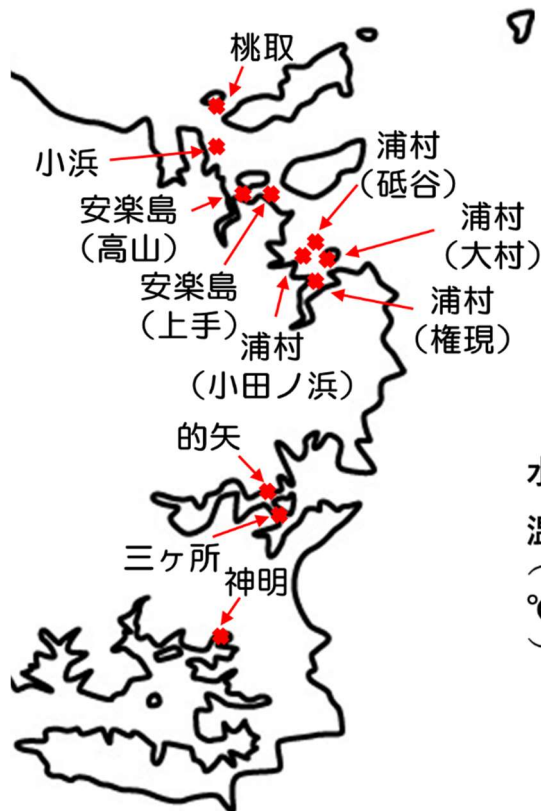 桃取
小浜
安楽島
(高山)
安楽島
(上手)
浦村
(砥谷)
浦村
(大村)
浦村
(権現)
浦村
(小田ノ浜)
的矢
三ヶ所
神明
水
温
(
℃
)